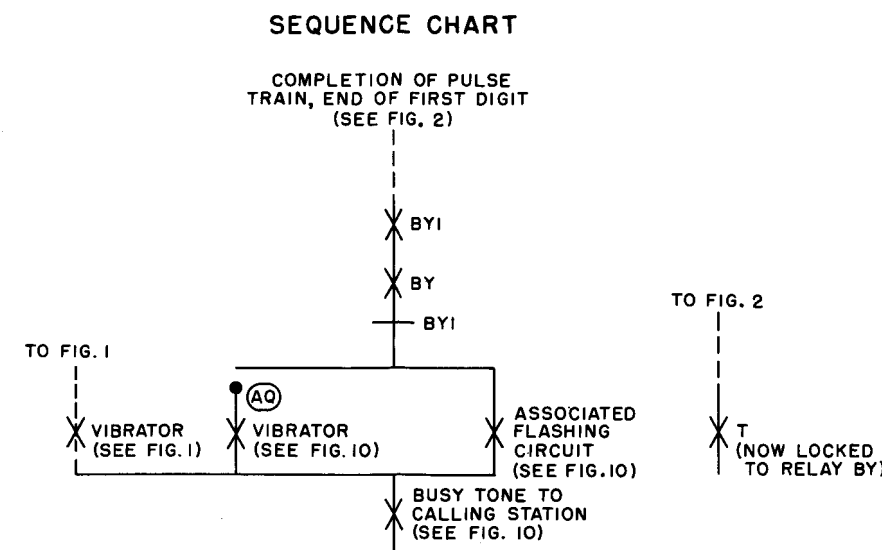 SEQUENCE CHART
COMPLETION OF PULSE
TRAIN, END OF FIRST DIGIT
(SEE FIG. 2)
BY1
BY
BY1
TO FIG. 2
TO FIG. 1
AQ
VIBRATOR
(SEE FIG. 1)
VIBRATOR
(SEE FIG. 10)
ASSOCIATED
FLASHING
CIRCUIT
(SEE FIG. 10)
T
(NOW LOCKED
TO RELAY BY)
BUSY TONE TO
CALLING STATION
(SEE FIG. 10)